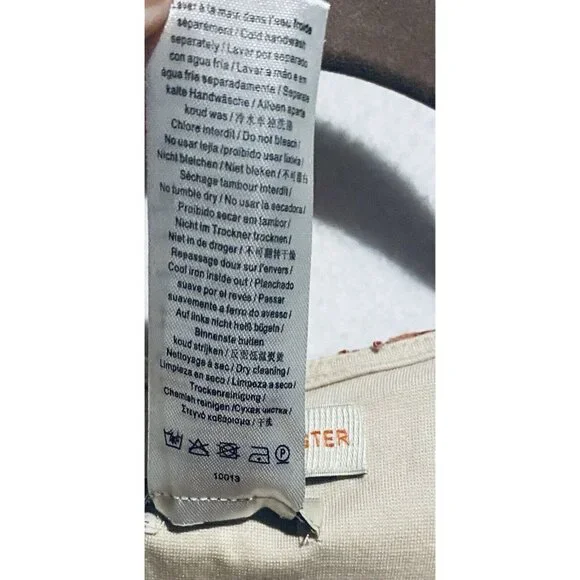 Laver à la main dans l'eau froide
séparément / Cold handwash
separately / Lavar por separado
con agua fria / Lavar a mão e em
água fria separadamente / Separate
kalte Handwäsche / Alleen aparte
koud was / 冷水单独洗涤
Chlore interdit / Do not bleach /
No usar lejia /proibido usar lixivia /
Nicht bleichen / Niet bleken / 不可漂白
Séchage tambour interdit /
No tumble dry / No usar la secadora /
Proibido secar em tambor /
Nicht im Trockner trocknen /
Niet in de droger / 不可翻转干燥
Repassage doux sur l'envers /
Cool iron inside out / Planchado
suave por el revés / Passar
suavemente a ferro do avesso /
Auf links nicht heiß bügeln /
Binnenste buiten
koud strijken / 反面低温熨烫
Nettoyage à sec / Dry cleaning /
Limpieza en seco / Limpeza a seco /
Trockenreinigung /
Chemish reinigen /Сухая чистка /
Στεγνό καθάρισμα / 干洗
P
10013
STER